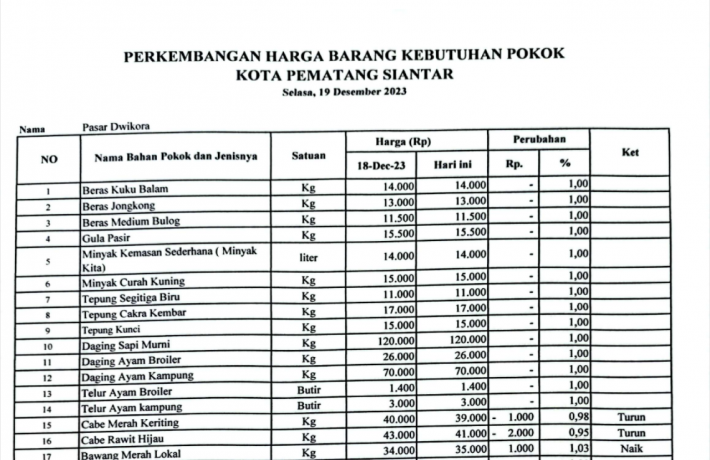 PERKEMBANGAN HARGA BARANG KEBUTUHAN POKOK
KOTA PEMATANG SIANTAR
Selasa, 19 Desember 2023
Nama Pasar Dwikora
NO Nama Bahan Pokok dan Jenisnya Satuan Harga (Rp) Perubahan Ket
18-Dec-23 Hari ini Rp. %
1 Beras Kuku Balam Kg 14.000 14.000 - 1,00
2 Beras Jongkong Kg 13.000 13.000 - 1,00
3 Beras Medium Bulog Kg 11.500 11.500 - 1,00
4 Gula Pasir Kg 15.500 15.500 - 1,00
5 Minyak Kemasan Sederhana ( Minyak
Kita) liter 14.000 14.000 - 1,00
6 Minyak Curah Kuning Kg 15.000 15.000 - 1,00
7 Tepung Segitiga Biru Kg 11.000 11.000 - 1,00
8 Tepung Cakra Kembar Kg 17.000 17.000 - 1,00
9 Tepung Kunci Kg 15.000 15.000 - 1,00
10 Daging Sapi Murni Kg 120.000 120.000 - 1,00
11 Daging Ayam Broiler Kg 26.000 26.000 - 1,00
12 Daging Ayam Kampung Kg 70.000 70.000 - 1,00
13 Telur Ayam Broiler Butir 1.400 1.400 - 1,00
14 Telur Ayam kampung Butir 3.000 3.000 - 1,00
15 Cabe Merah Keriting Kg 40.000 39.000 - 1.000 0,98 Turun
16 Cabe Rawit Hijau Kg 43.000 41.000 - 2.000 0,95 Turun
17 Bawang Merah Lokal Kg 34.000 35.000 1.000 1,03 Naik